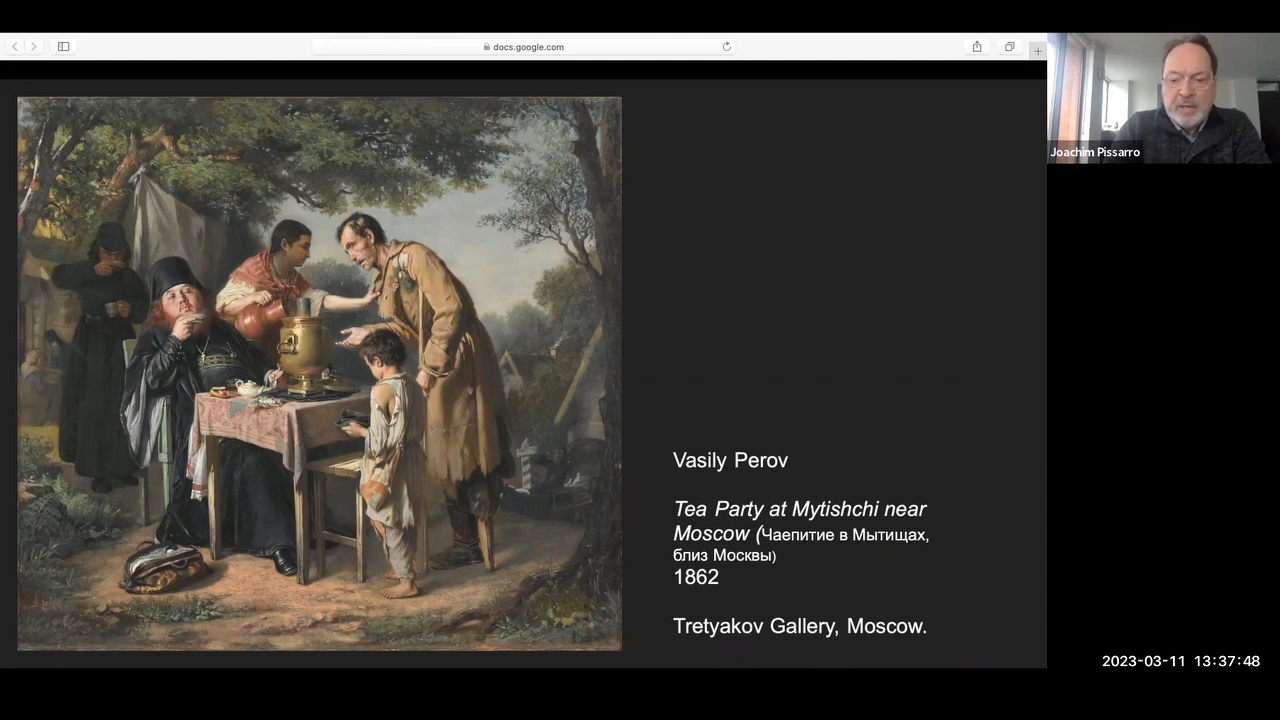 docs.google.com
Joachim Pissarro
Vasily Perov
Tea Party at Mytishchi near
Moscow (Чаепитие в Мытищах,
близ Москвы)
1862
Tretyakov Gallery, Moscow.
2023-03-11 13:37:48